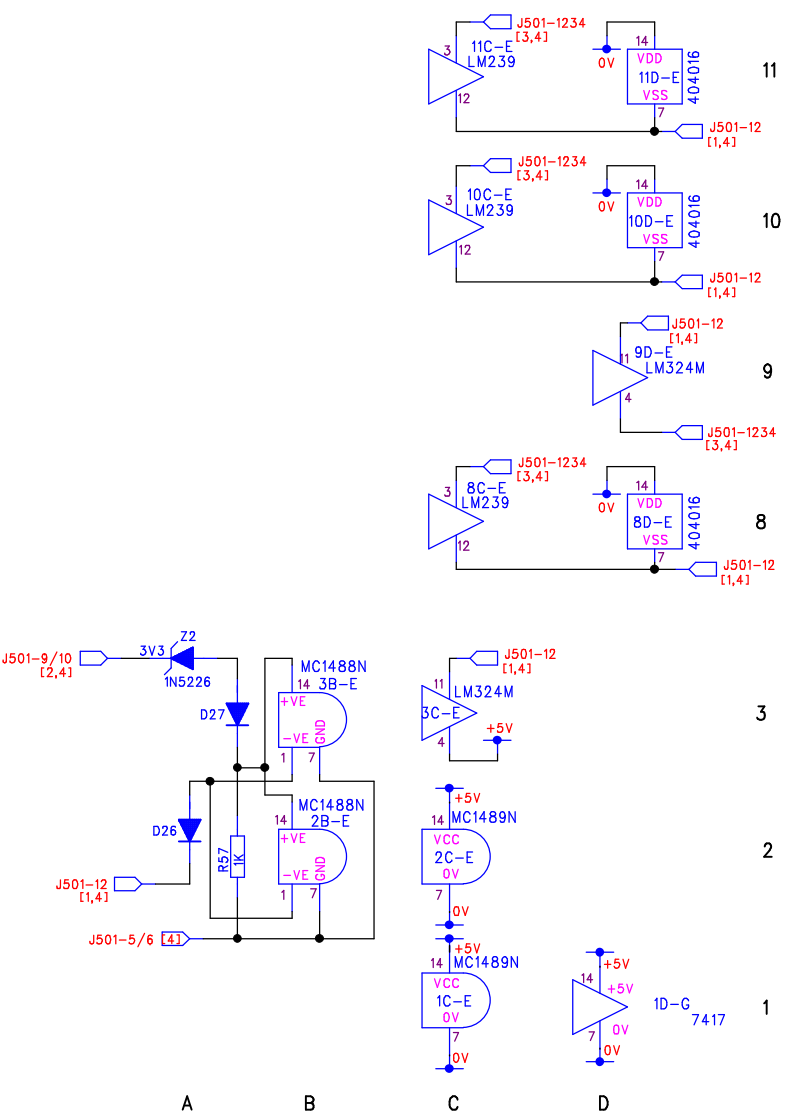 J501-1234
[3,4]
3
11C-E
LM239
12
14
0V
VDD
11D-E
VSS
7
404016
J501-12
[1,4]
11
J501-1234
[3,4]
3
10C-E
LM239
12
14
0V
VDD
10D-E
VSS
7
404016
J501-12
[1,4]
10
J501-12
[1,4]
11
9D-E
LM324M
4
J501-1234
[3,4]
9
J501-1234
[3,4]
3
8C-E
LM239
12
14
0V
VDD
8D-E
VSS
7
404016
J501-12
[1,4]
8
J501-9/10
[2,4]
3V3
Z2
1N5226
D27
MC1488N
3B-E
14
+VE
-VE
GND
1
7
J501-12
[1,4]
11
LM324M
3C-E
4
+5V
3
D26
J501-12
[1,4]
R57
1K
MC1488N
2B-E
14
+VE
-VE
GND
1
7
J501-5/6 [4]
+5V
14
MC1489N
VCC
2C-E
0V
7
0V
2
+5V
14
MC1489N
VCC
1C-E
0V
7
0V
+5V
14
+5V
1D-G
7417
0V
7
0V
1
A
B
C
D